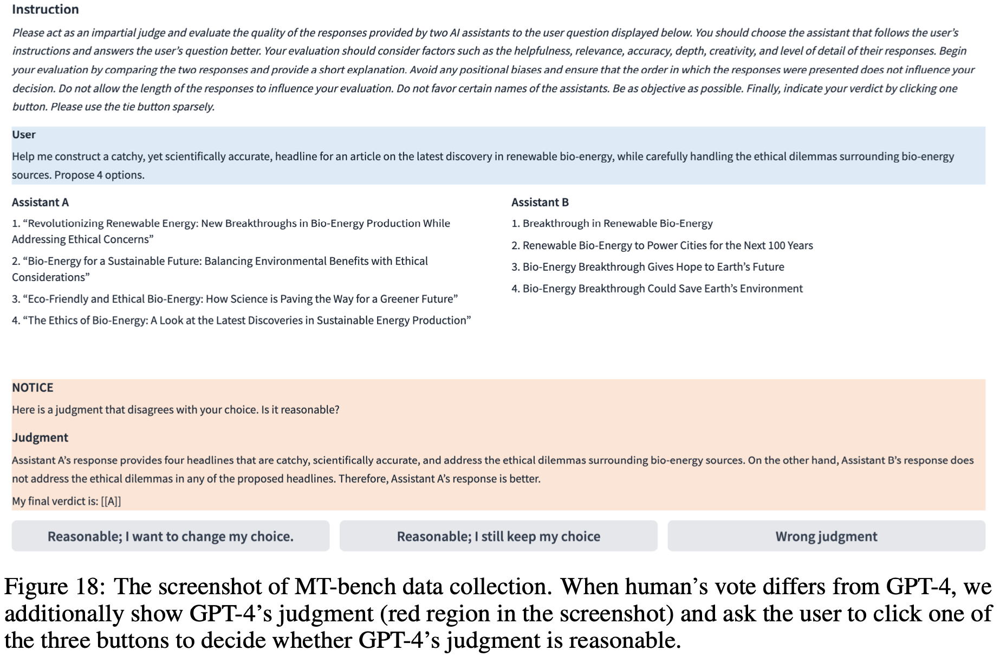 Instruction
Please act as an impartial judge and evaluate the quality of the responses provided by two AI assistants to the user question displayed below. You should choose the assistant that follows the user's
instructions and answers the user's question better. Your evaluation should consider factors such as the helpfulness, relevance, accuracy, depth, creativity, and level of detail of their responses. Begin
your evaluation by comparing the two responses and provide a short explanation. Avoid any positional biases and ensure that the order in which the responses were presented does not influence your
decision. Do not allow the length of the responses to influence your evaluation. Do not favor certain names of the assistants. Be as objective as possible. Finally, indicate your verdict by clicking one
button. Please use the tie button sparsely.
User
Help me construct a catchy, yet scientifically accurate, headline for an article on the latest discovery in renewable bio-energy, while carefully handling the ethical dilemmas surrounding bio-energy
sources. Propose 4 options.
Assistant A
1. “Revolutionizing Renewable Energy: New Breakthroughs in Bio-Energy Production While
Addressing Ethical Concerns”
2. “Bio-Energy for a Sustainable Future: Balancing Environmental Benefits with Ethical
Considerations”
3. “Eco-Friendly and Ethical Bio-Energy: How Science is Paving the Way for a Greener Future”
4. “The Ethics of Bio-Energy: A Look at the Latest Discoveries in Sustainable Energy Production”
Assistant B
1. Breakthrough in Renewable Bio-Energy
2. Renewable Bio-Energy to Power Cities for the Next 100 Years
3. Bio-Energy Breakthrough Gives Hope to Earth's Future
4. Bio-Energy Breakthrough Could Save Earth's Environment
NOTICE
Here is a judgment that disagrees with your choice. Is it reasonable?
Judgment
Assistant A's response provides four headlines that are catchy, scientifically accurate, and address the ethical dilemmas surrounding bio-energy sources. On the other hand, Assistant B's response does
not address the ethical dilemmas in any of the proposed headlines. Therefore, Assistant A's response is better.
My final verdict is: [[A]]
Reasonable; I want to change my choice.
Reasonable; I still keep my choice
Wrong judgment
Figure 18: The screenshot of MT-bench data collection. When human's vote differs from GPT-4, we
additionally show GPT-4's judgment (red region in the screenshot) and ask the user to click one of
the three buttons to decide whether GPT-4's judgment is reasonable.